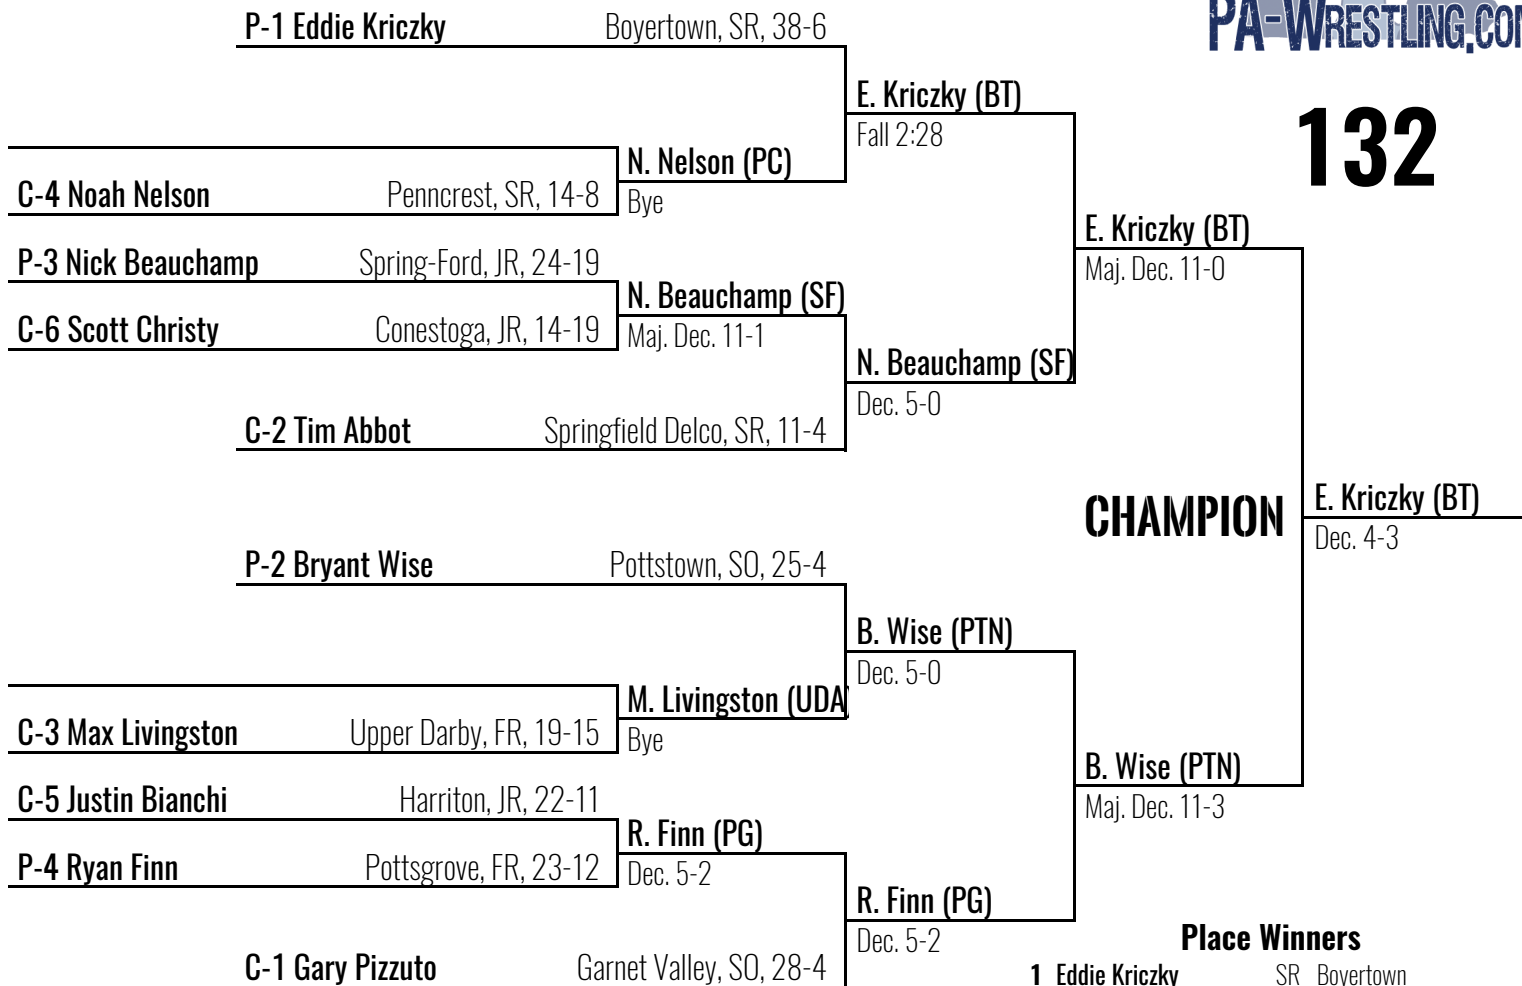 P-1 Eddie Kriczky Boyertown, SR, 38-6
PA-WRESTLING.CO
E. Kriczky (BT)
Fall 2:28
132
N. Nelson (PC)
C-4 Noah Nelson Penncrest, SR, 14-8
Bye
E. Kriczky (BT)
Maj. Dec. 11-0
P-3 Nick Beauchamp Spring-Ford, JR, 24-19
N. Beauchamp (SF)
C-6 Scott Christy Conestoga, JR, 14-19
Maj. Dec. 11-1
N. Beauchamp (SF)
Dec. 5-0
C-2 Tim Abbot Springfield Delco, SR, 11-4
CHAMPION
E. Kriczky (BT)
Dec. 4-3
P-2 Bryant Wise Pottstown, SO, 25-4
B. Wise (PTN)
Dec. 5-0
M. Livingston (UDA)
C-3 Max Livingston Upper Darby, FR, 19-15
Bye
B. Wise (PTN)
Maj. Dec. 11-3
C-5 Justin Bianchi Harriton, JR, 22-11
R. Finn (PG)
P-4 Ryan Finn Pottsgrove, FR, 23-12
Dec. 5-2
R. Finn (PG)
Dec. 5-2
C-1 Gary Pizzuto Garnet Valley, SO, 28-4
Place Winners
1 Eddie Kriczky SR Boyertown